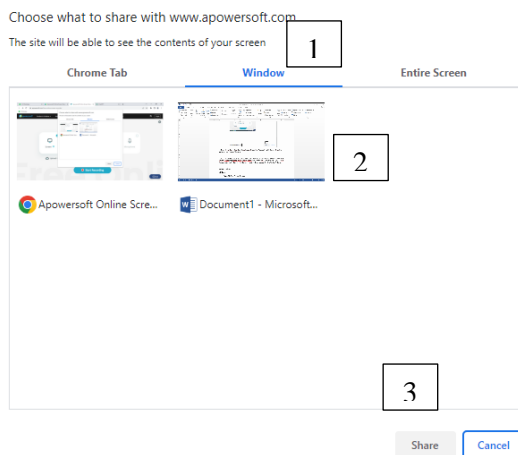 Choose what to share with www.apowersoft.com
The site will be able to see the contents of your screen
1
Chrome Tab Window Entire Screen
2
Apowersoft Online Scre... Document1 - Microsoft...
3
Share Cancel